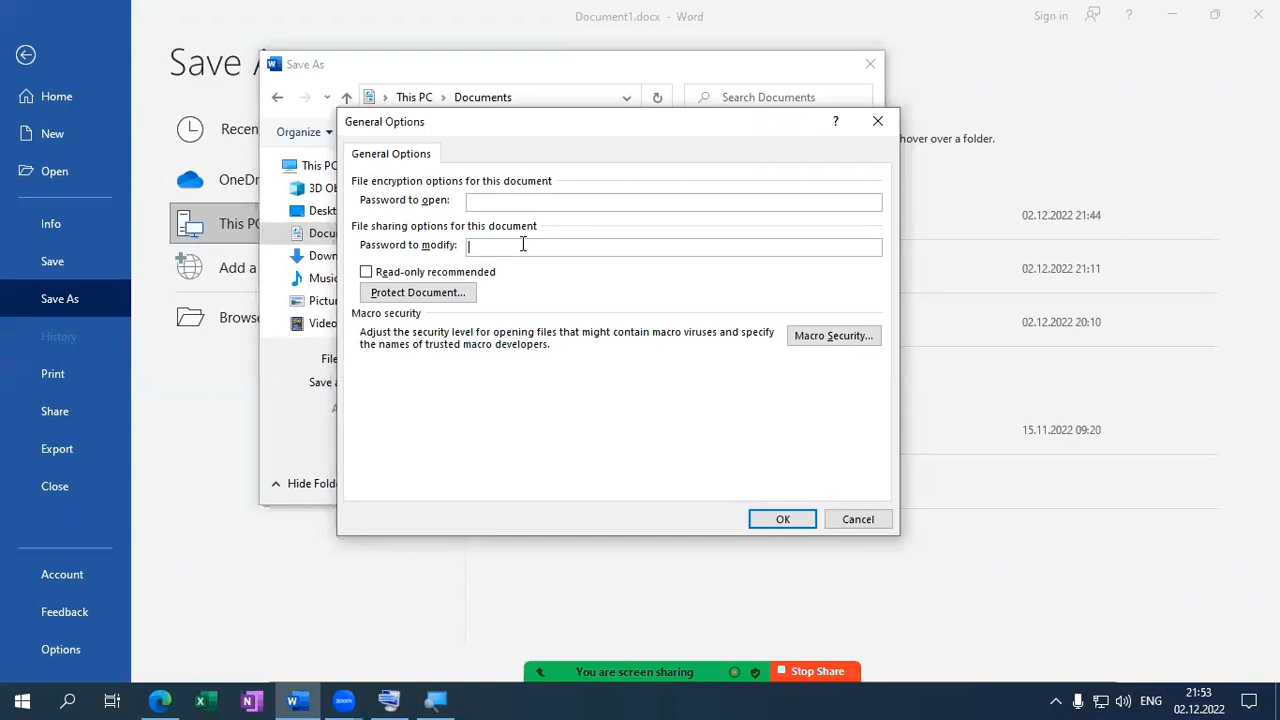 Document1.docx - Word
Sign in
?
Save
Home
New
Open
Info
Save
Save As
History
Print
Share
Export
Close
Account
Feedback
Options
Recen
OneDr
This PC
Add a
Brows
hover over a folder.
02.12.2022 21:44
02.12.2022 21:11
02.12.2022 20:10
15.11.2022 09:20
Save As
This PC
Documents
Search Documents
Organize
This PC
3D Ob
Deskt
Docu
Down
Music
Pictur
Video
File
Save a
Hide Folde
General Options
?
General Options
File encryption options for this document
Password to open:
File sharing options for this document
Password to modify:
Read-only recommended
Protect Document...
Macro security
Adjust the security level for opening files that might contain macro viruses and specify
the names of trusted macro developers.
Macro Security...
OK
Cancel
You are screen sharing
Stop Share
zoom
ENG
21:53
02.12.2022